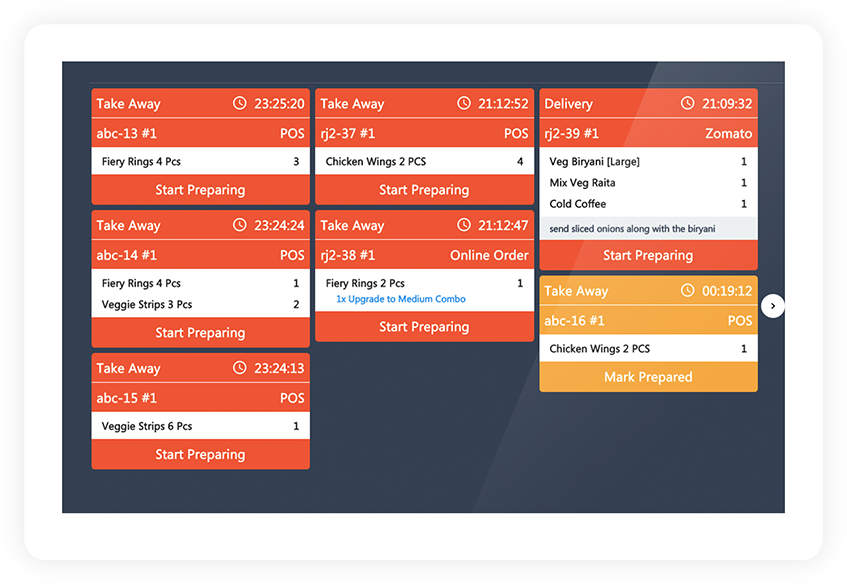 Take Away 23:25:20
abc-13 #1 POS
Fiery Rings 4 Pcs 3
Start Preparing
Take Away 23:24:24
abc-14 #1 POS
Fiery Rings 4 Pcs 1
Veggie Strips 3 Pcs 2
Start Preparing
Take Away 23:24:13
abc-15 #1 POS
Veggie Strips 6 Pcs 1
Start Preparing
Take Away 21:12:52
rj2-37 #1 POS
Chicken Wings 2 PCS 4
Start Preparing
Take Away 21:12:47
rj2-38 #1 Online Order
Fiery Rings 2 Pcs 1
1x Upgrade to Medium Combo
Start Preparing
Delivery 21:09:32
rj2-39 #1 Zomato
Veg Biryani [Large] 1
Mix Veg Raita 1
Cold Coffee 1
send sliced onions along with the biryani
Start Preparing
Take Away 00:19:12
abc-16 #1 POS
Chicken Wings 2 PCS 1
Mark Prepared